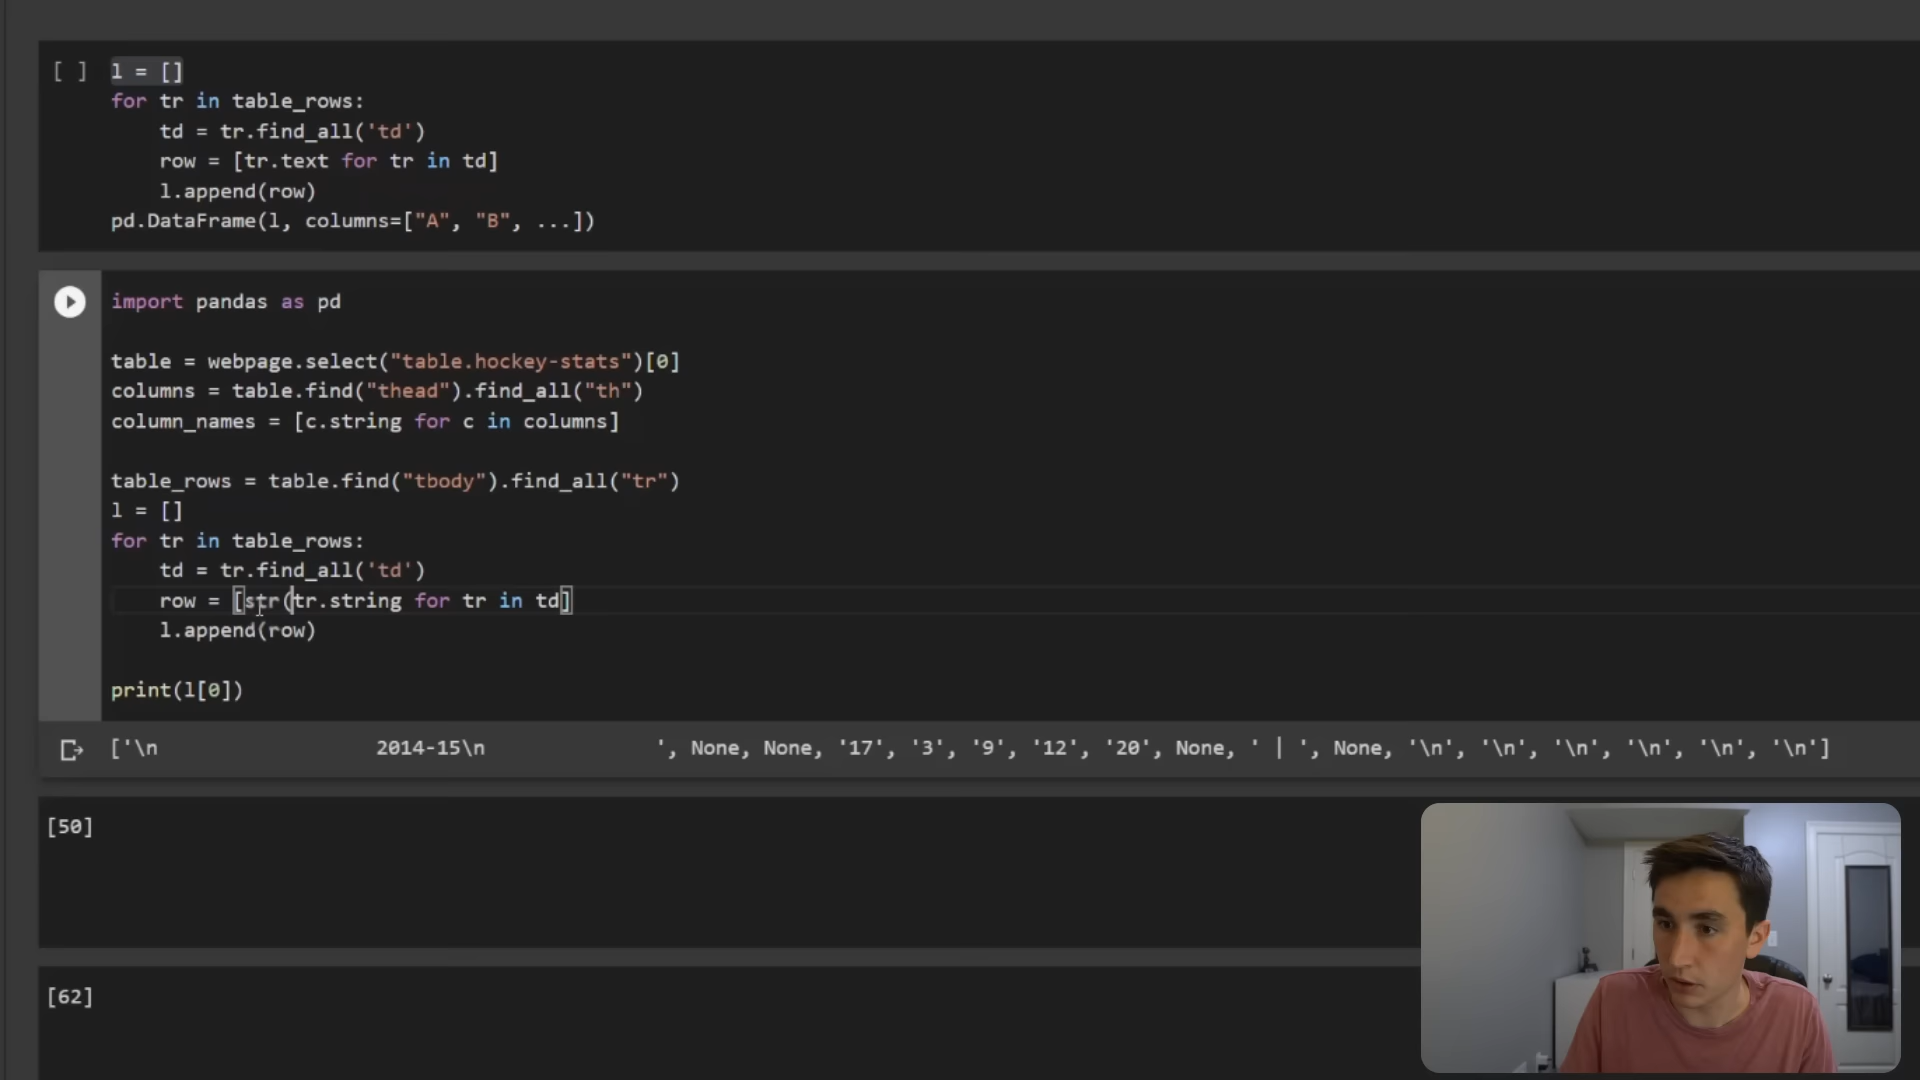 [ ] l = []
for tr in table_rows:
td = tr.find_all('td')
row = [tr.text for tr in td]
l.append(row)
pd.DataFrame(l, columns=["A", "B", ...])
import pandas as pd
table = webpage.select("table.hockey-stats")[0]
columns = table.find("thead").find_all("th")
column_names = [c.string for c in columns]
table_rows = table.find("tbody").find_all("tr")
l = []
for tr in table_rows:
td = tr.find_all('td')
row = [str(tr.string for tr in td]
l.append(row)
print(l[0])
['\n 2014-15\n ', None, None, '17', '3', '9', '12', '20', None, ' | ', None, '\n', '\n', '\n', '\n', '\n', '\n']
[50]
[62]